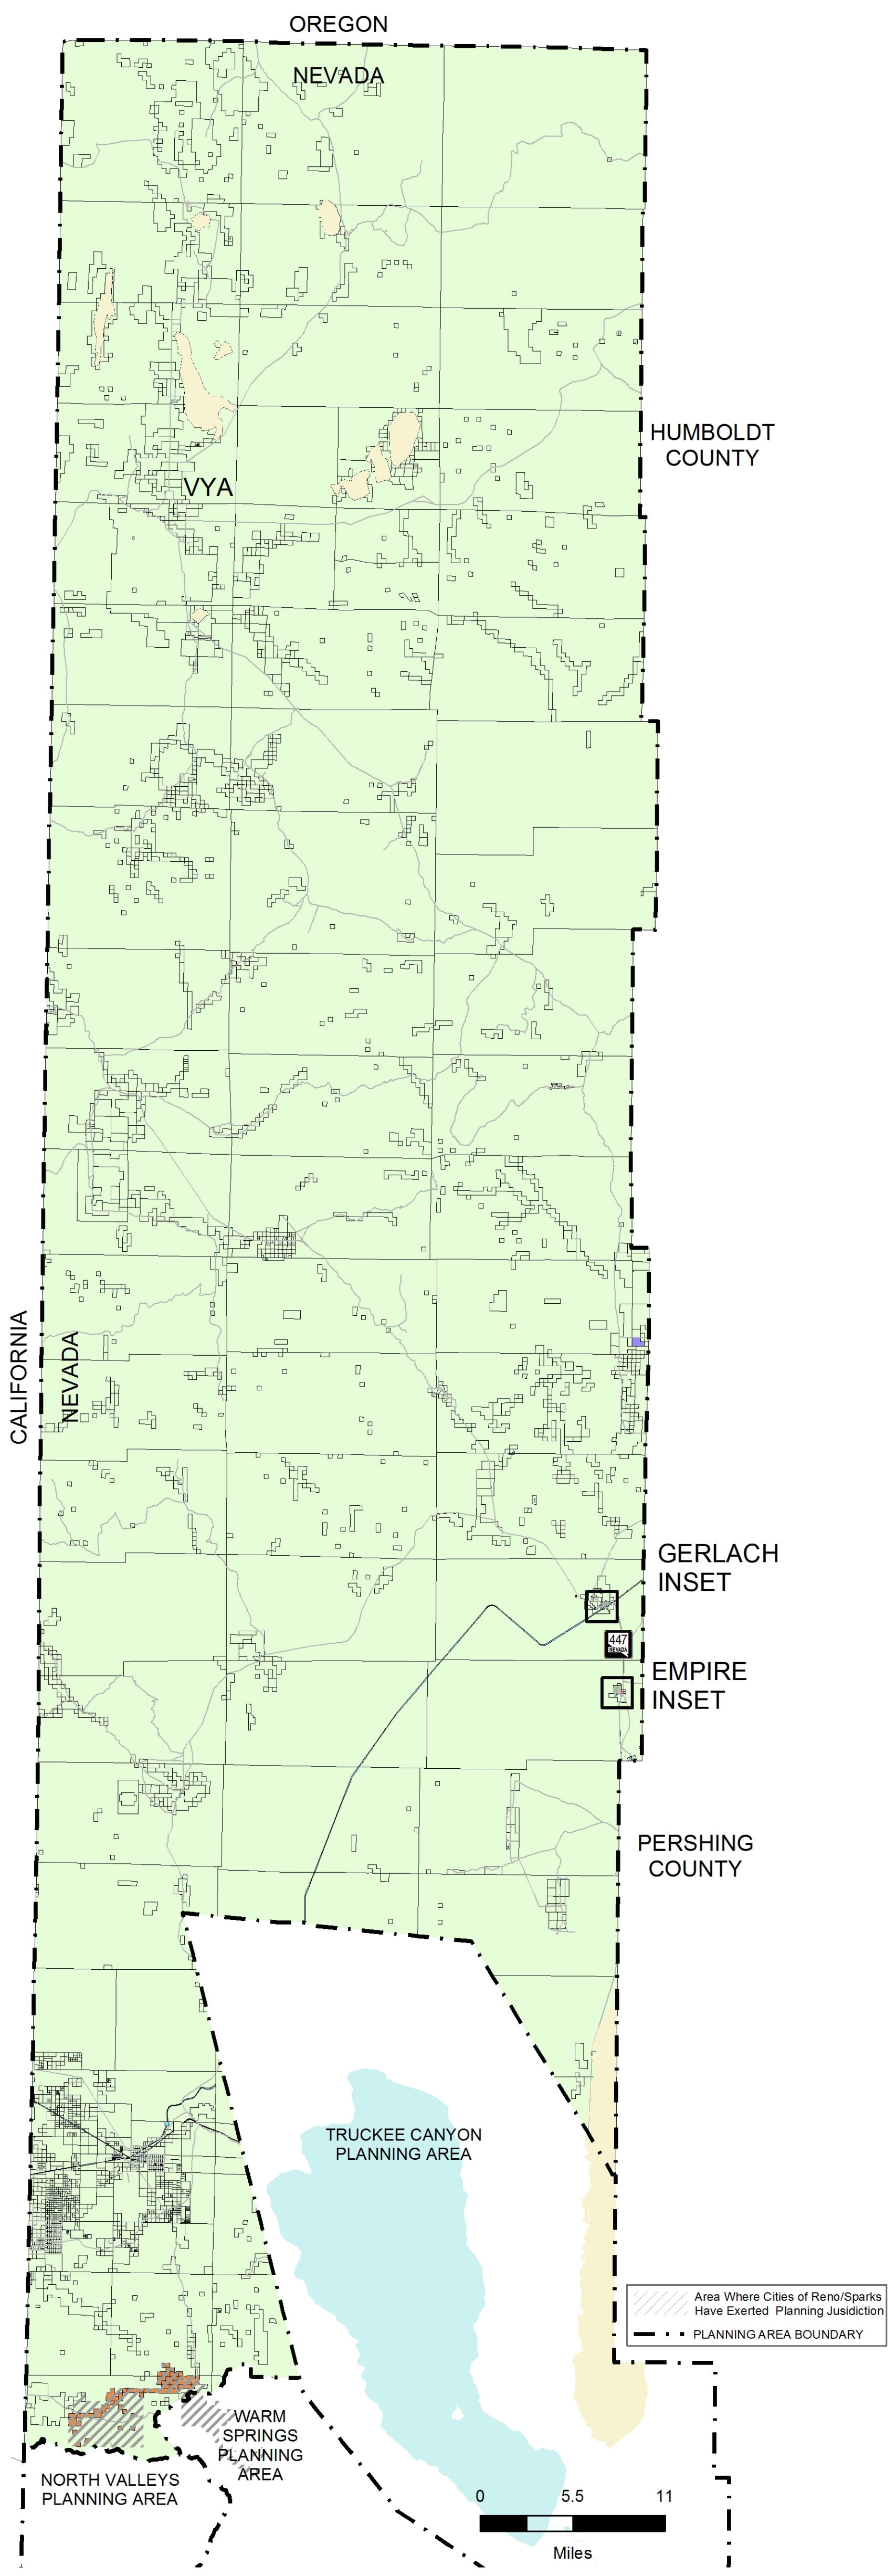 OREGON
NEVADA
HUMBOLDT
COUNTY
VYA
CALIFORNIA
NEVADA
GERLACH
INSET
447
NEVADA
EMPIRE
INSET
PERSHING
COUNTY
TRUCKEE CANYON
PLANNING AREA
Area Where Cities of Reno/Sparks
Have Exerted Planning Jusidiction
PLANNING AREA BOUNDARY
WARM
SPRINGS
PLANNING
AREA
NORTH VALLEYS
PLANNING AREA
0 5.5 11
Miles